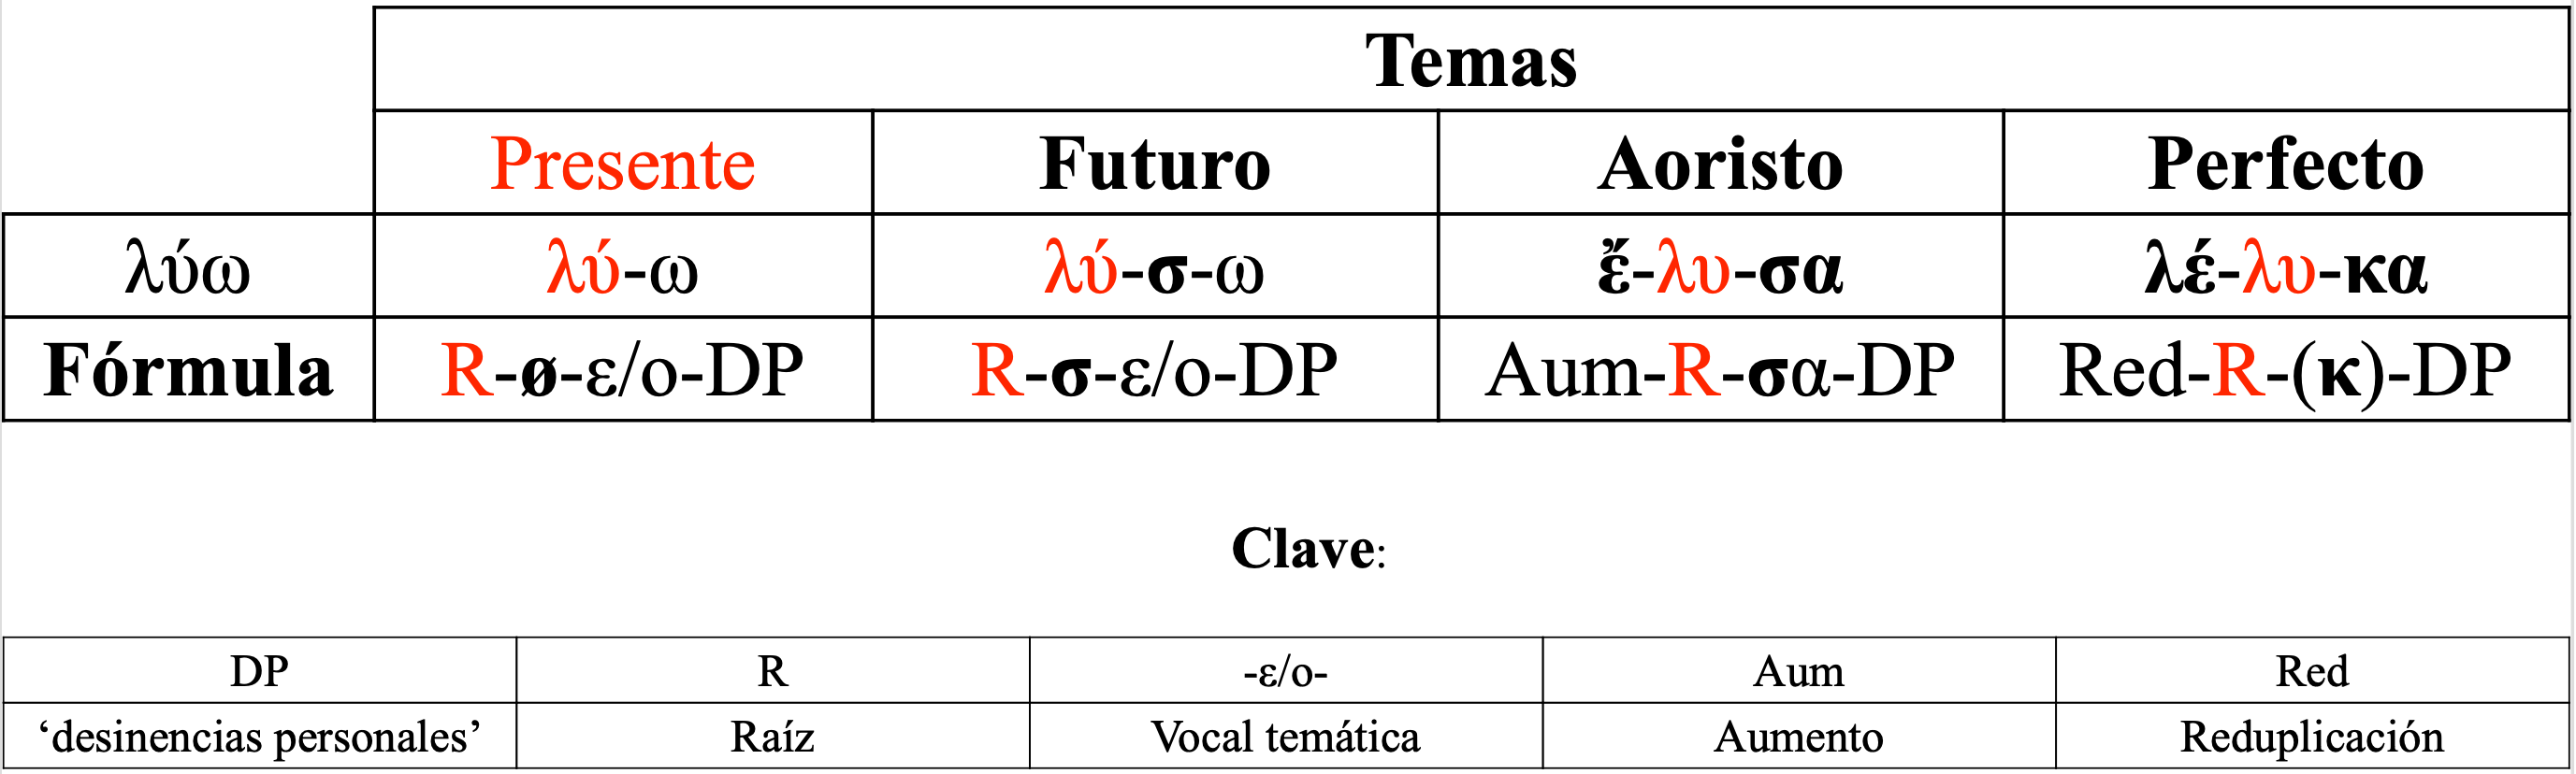 Temas
Presente Futuro Aoristo Perfecto
λύω λύ-ω λύ-σ-ω ἔ-λυ-σα λέ-λυ-κα
Fórmula R-ø-ε/ο-DP R-σ-ε/ο-DP Aum-R-σα-DP Red-R-(κ)-DP
Clave:
DP R -ε/ο- Aum Red
‘desinencias personales’ Raíz Vocal temática Aumento Reduplicación